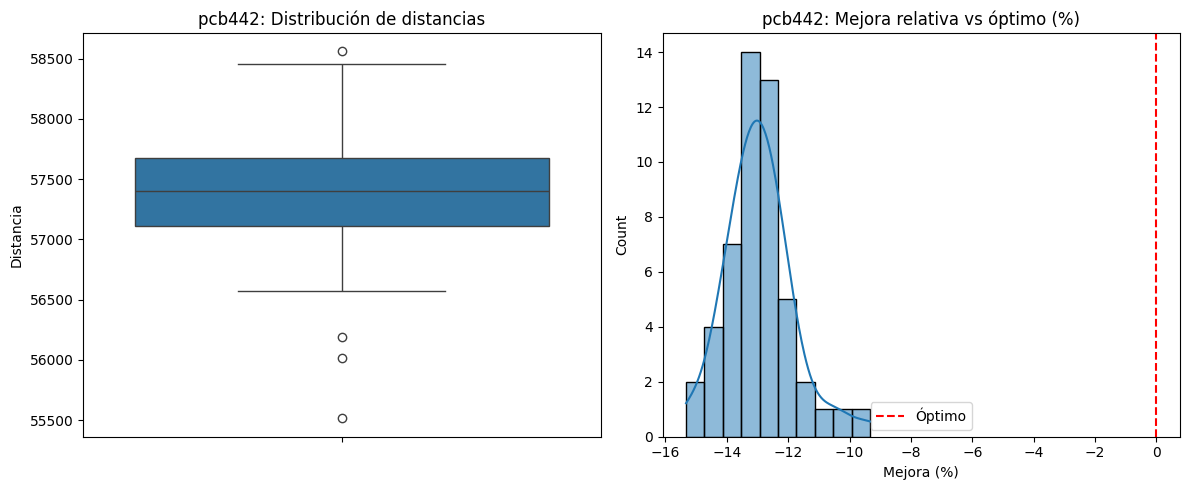 pcb442: Distribución de distancias
58500
58000
57500
57000
56500
56000
55500
Distancia
pcb442: Mejora relativa vs óptimo (%)
14
12
10
8
6
4
2
0
Count
Óptimo
−16 −14 −12 −10 −8 −6 −4 −2 0
Mejora (%)